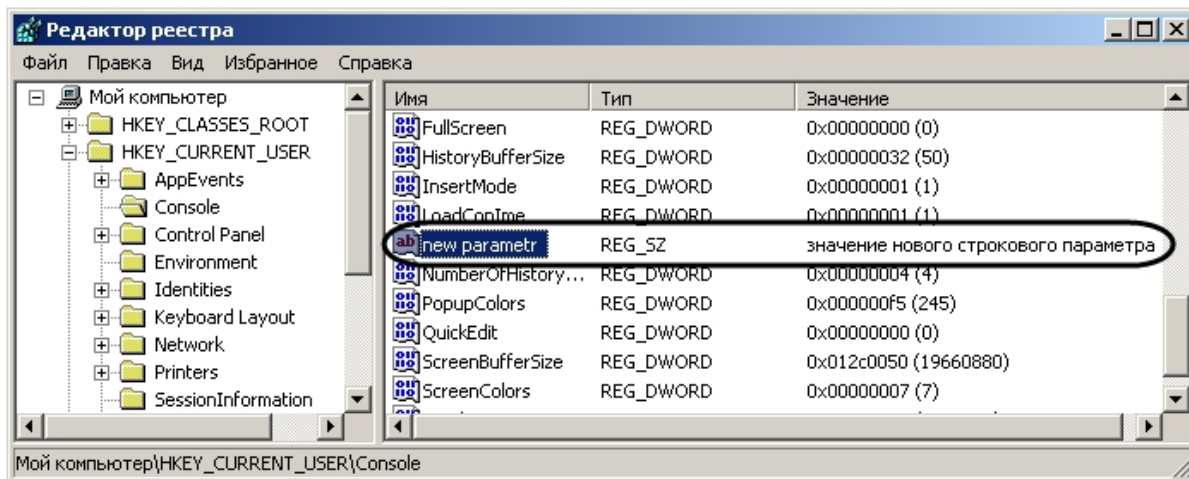 Редактор реестра
Файл Правка Вид Избранное Справка
Мой компьютер
HKEY_CLASSES_ROOT
HKEY_CURRENT_USER
AppEvents
Console
Control Panel
Environment
Identities
Keyboard Layout
Network
Printers
SessionInformation
Имя Тип Значение
FullScreen REG_DWORD 0x00000000 (0)
HistoryBufferSize REG_DWORD 0x00000032 (50)
InsertMode REG_DWORD 0x00000001 (1)
LoadConIme REG_DWORD 0x00000001 (1)
new parametr REG_SZ значение нового строкового параметра
NumberOfHistory... REG_DWORD 0x00000004 (4)
PopupColors REG_DWORD 0x000000f5 (245)
QuickEdit REG_DWORD 0x00000000 (0)
ScreenBufferSize REG_DWORD 0x012c0050 (19660880)
ScreenColors REG_DWORD 0x00000007 (7)
Мой компьютер\HKEY_CURRENT_USER\Console